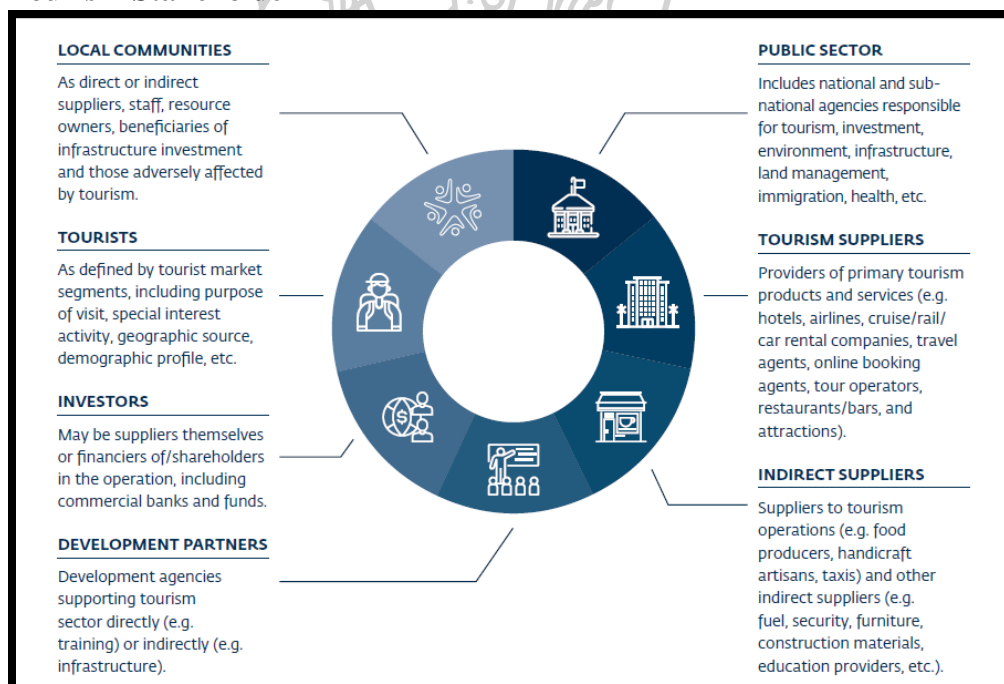 LOCAL COMMUNITIES
As direct or indirect
suppliers, staff, resource
owners, beneficiaries of
infrastructure investment
and those adversely affected
by tourism.
TOURISTS
As defined by tourist market
segments, including purpose
of visit, special interest
activity, geographic source,
demographic profile, etc.
INVESTORS
May be suppliers themselves
or financiers of/shareholders
in the operation, including
commercial banks and funds.
DEVELOPMENT PARTNERS
Development agencies
supporting tourism
sector directly (e.g.
training) or indirectly (e.g.
infrastructure).
PUBLIC SECTOR
Includes national and sub-
national agencies responsible
for tourism, investment,
environment, infrastructure,
land management,
immigration, health, etc.
TOURISM SUPPLIERS
Providers of primary tourism
products and services (e.g.
hotels, airlines, cruise/rail/
car rental companies, travel
agents, online booking
agents, tour operators,
restaurants/bars, and
attractions).
INDIRECT SUPPLIERS
Suppliers to tourism
operations (e.g. food
producers, handicraft
artisans, taxis) and other
indirect suppliers (e.g.
fuel, security, furniture,
construction materials,
education providers, etc.).